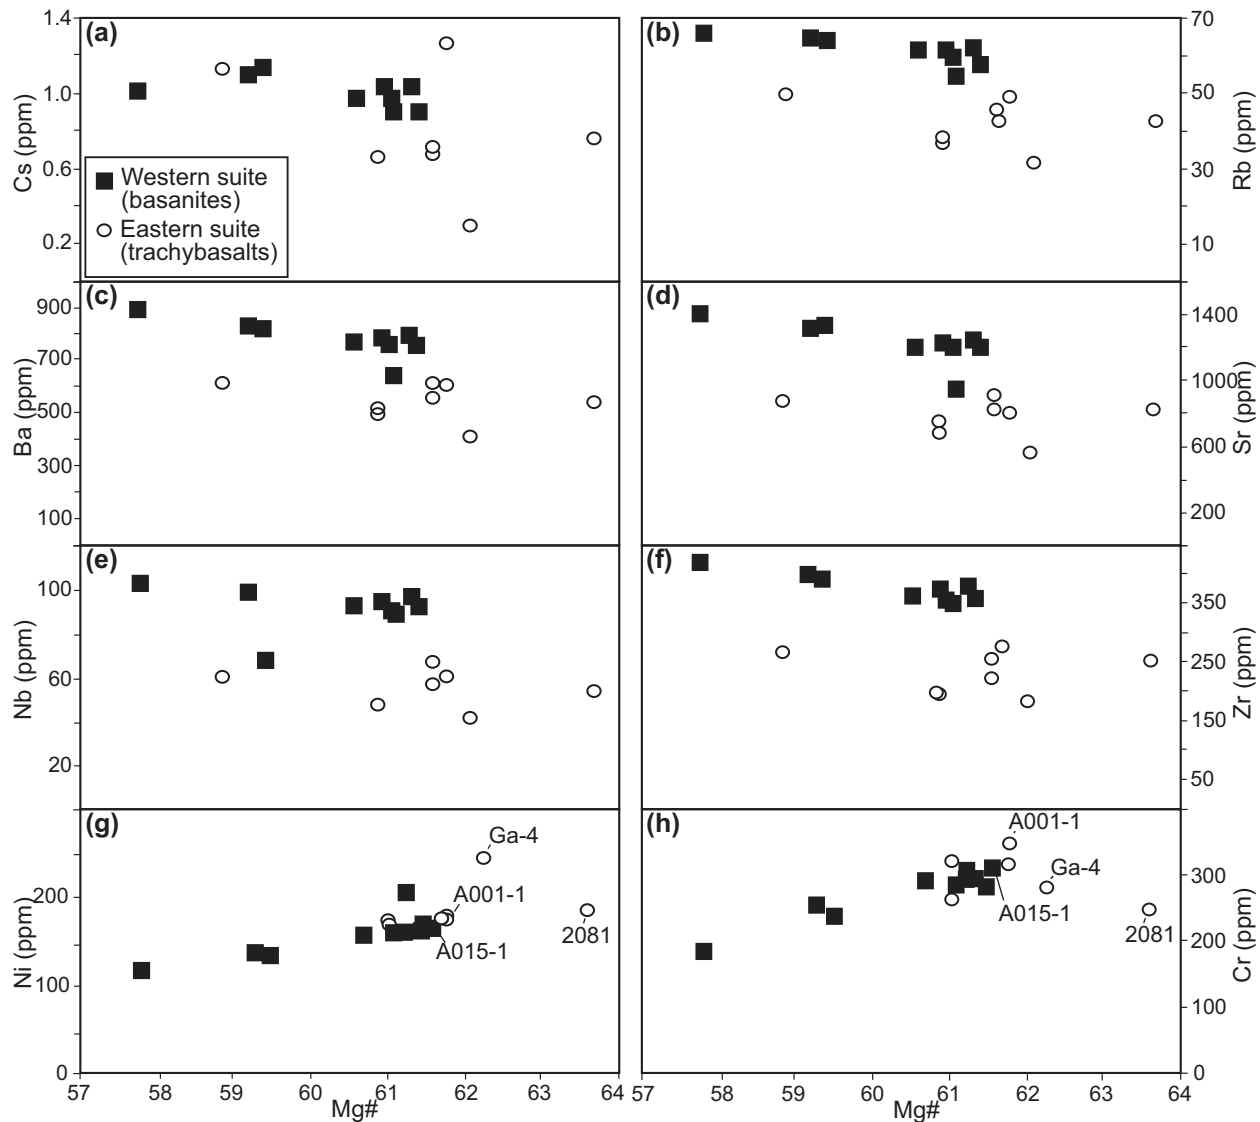 (a)
1.4
1.0
0.6
0.2
Cs (ppm)
Western suite
(basanites)
Eastern suite
(trachybasalts)
(b)
70
50
30
10
Rb (ppm)
(c)
900
700
500
300
100
Ba (ppm)
(d)
1400
1000
600
200
Sr (ppm)
(e)
100
60
20
Nb (ppm)
(f)
350
250
150
50
Zr (ppm)
(g)
Ga-4
A001-1
A015-1
2081
200
100
0
Ni (ppm)
57 58 59 60 61 62 63 64
Mg#
(h)
A001-1
Ga-4
A015-1
2081
300
200
100
0
Cr (ppm)
57 58 59 60 61 62 63 64
Mg#